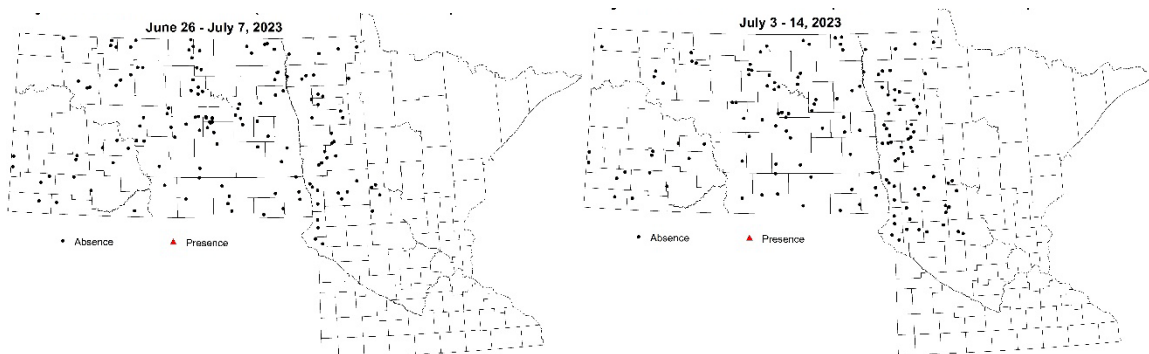 June 26 - July 7, 2023
Absence Presence
July 3 - 14, 2023
Absence Presence